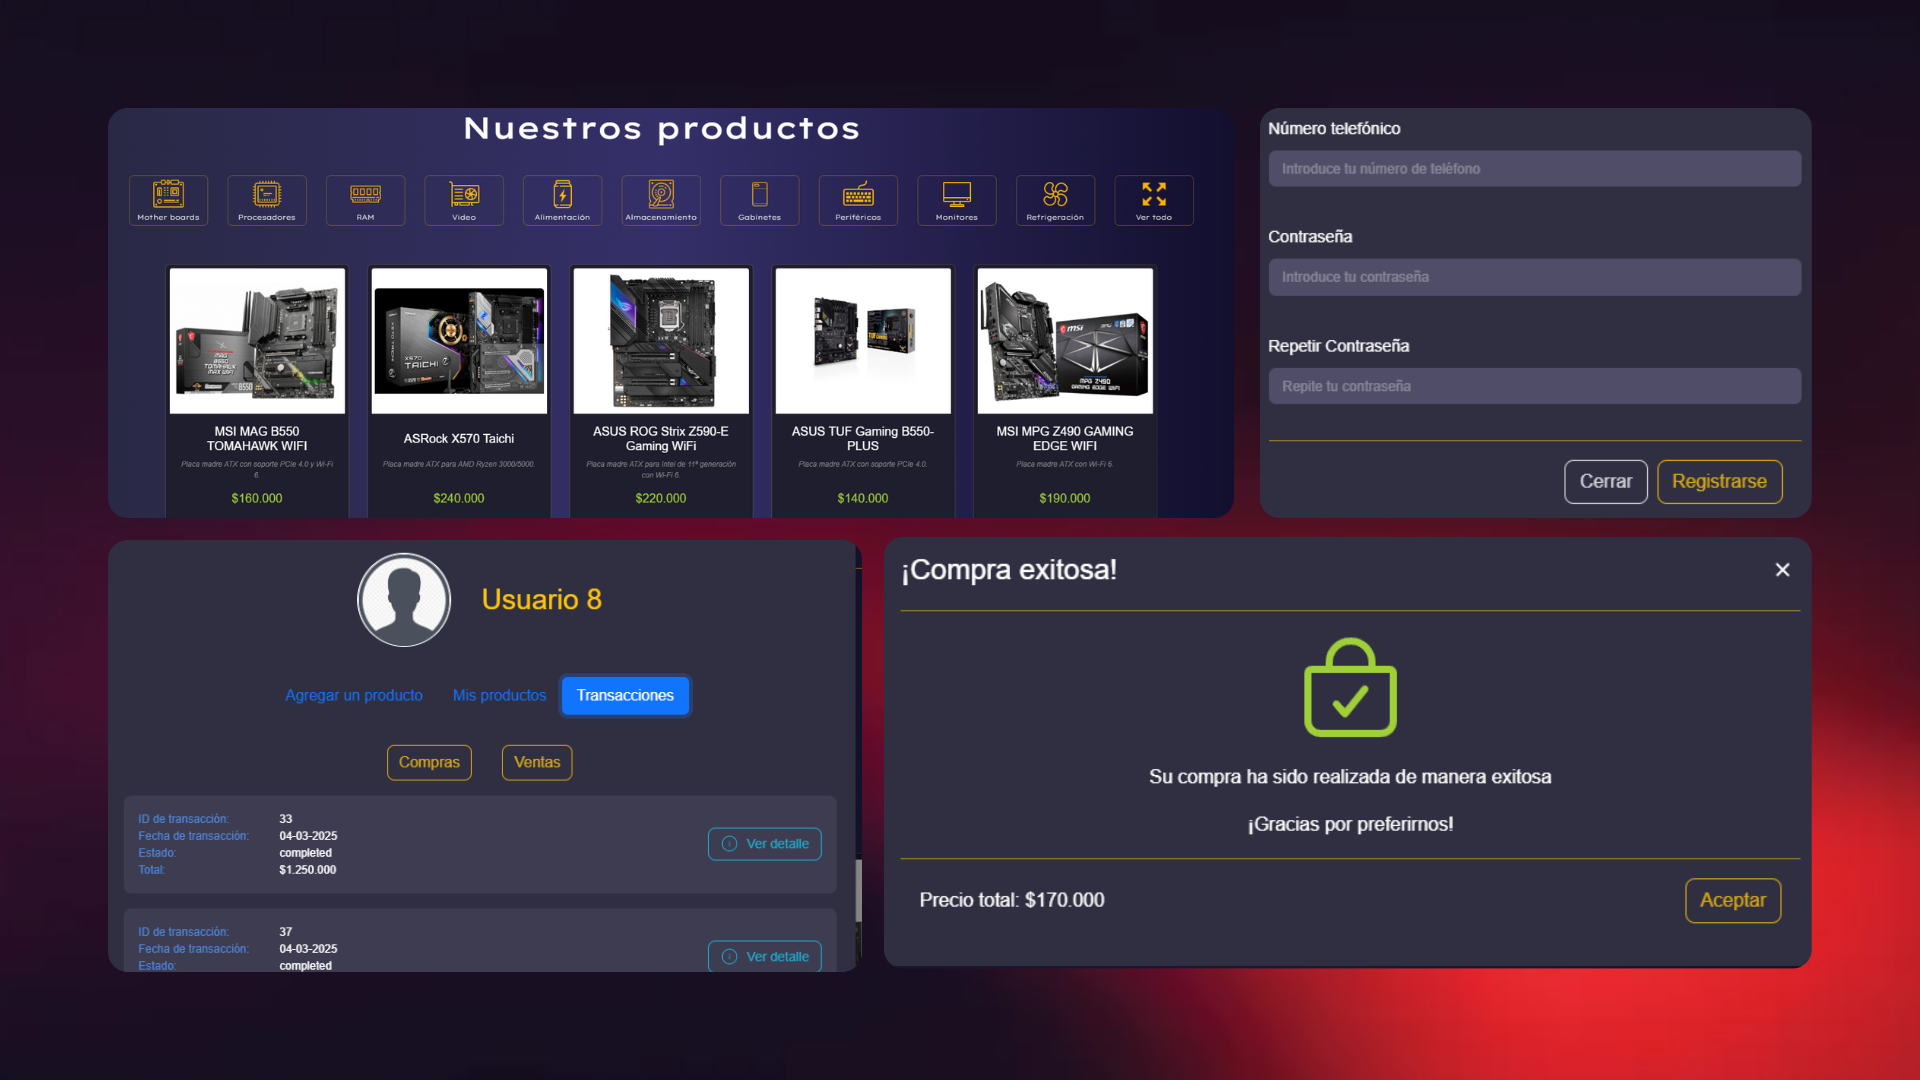 Nuestros productos
Mother boards
Procesadores
RAM
Video
Alimentación
Almacenamiento
Gabinetes
Periféricos
Monitores
Refrigeración
Ver todo
MSI MAG B550
TOMAHAWK WIFI
Placa madre ATX con soporte PCIe 4.0 y Wi-Fi
6.
$160.000
X570
TAICHI
ASRock X570 Taichi
Placa madre ATX para AMD Ryzen 3000/5000.
$240.000
ASUS ROG Strix Z590-E
Gaming WiFi
Placa madre ATX para Intel de 11ª generación
con Wi-Fi 6.
$220.000
ASUS TUF Gaming B550-
PLUS
Placa madre ATX con soporte PCIe 4.0.
$140.000
msi
MPG Z490
GAMING EDGE WIFI
MSI MPG Z490 GAMING
EDGE WIFI
Placa madre ATX con Wi-Fi 6.
$190.000
Número telefónico
Introduce tu número de teléfono
Contraseña
Introduce tu contraseña
Repetir Contraseña
Repite tu contraseña
Cerrar
Registrarse
Usuario 8
Agregar un producto
Mis productos
Transacciones
Compras
Ventas
ID de transacción: 33
Fecha de transacción: 04-03-2025
Estado: completed
Total: $1.250.000
Ver detalle
ID de transacción: 37
Fecha de transacción: 04-03-2025
Estado: completed
Ver detalle
¡Compra exitosa!
Su compra ha sido realizada de manera exitosa
¡Gracias por preferirnos!
Precio total: $170.000
Aceptar